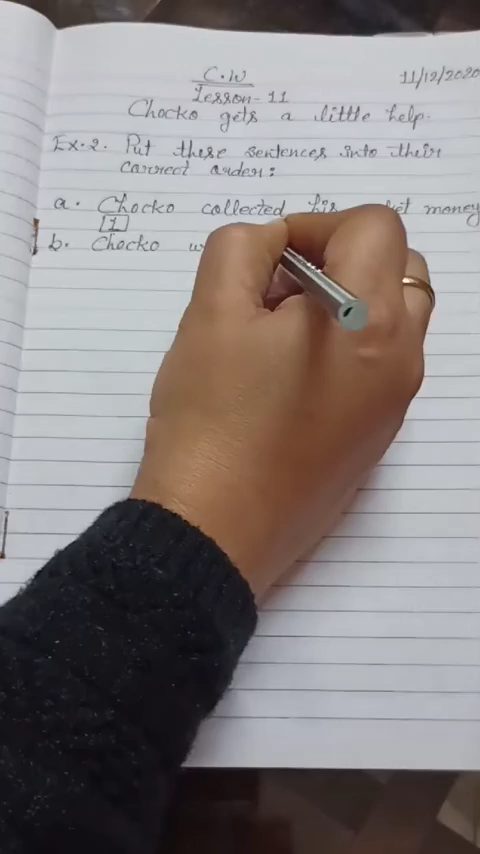 C.W 11/12/2020
Lesson - 11
Chocko gets a little help.
Ex. 2. Put these sentences into their
correct order:
a. Chocko collected his money
[1]
b. Chocko